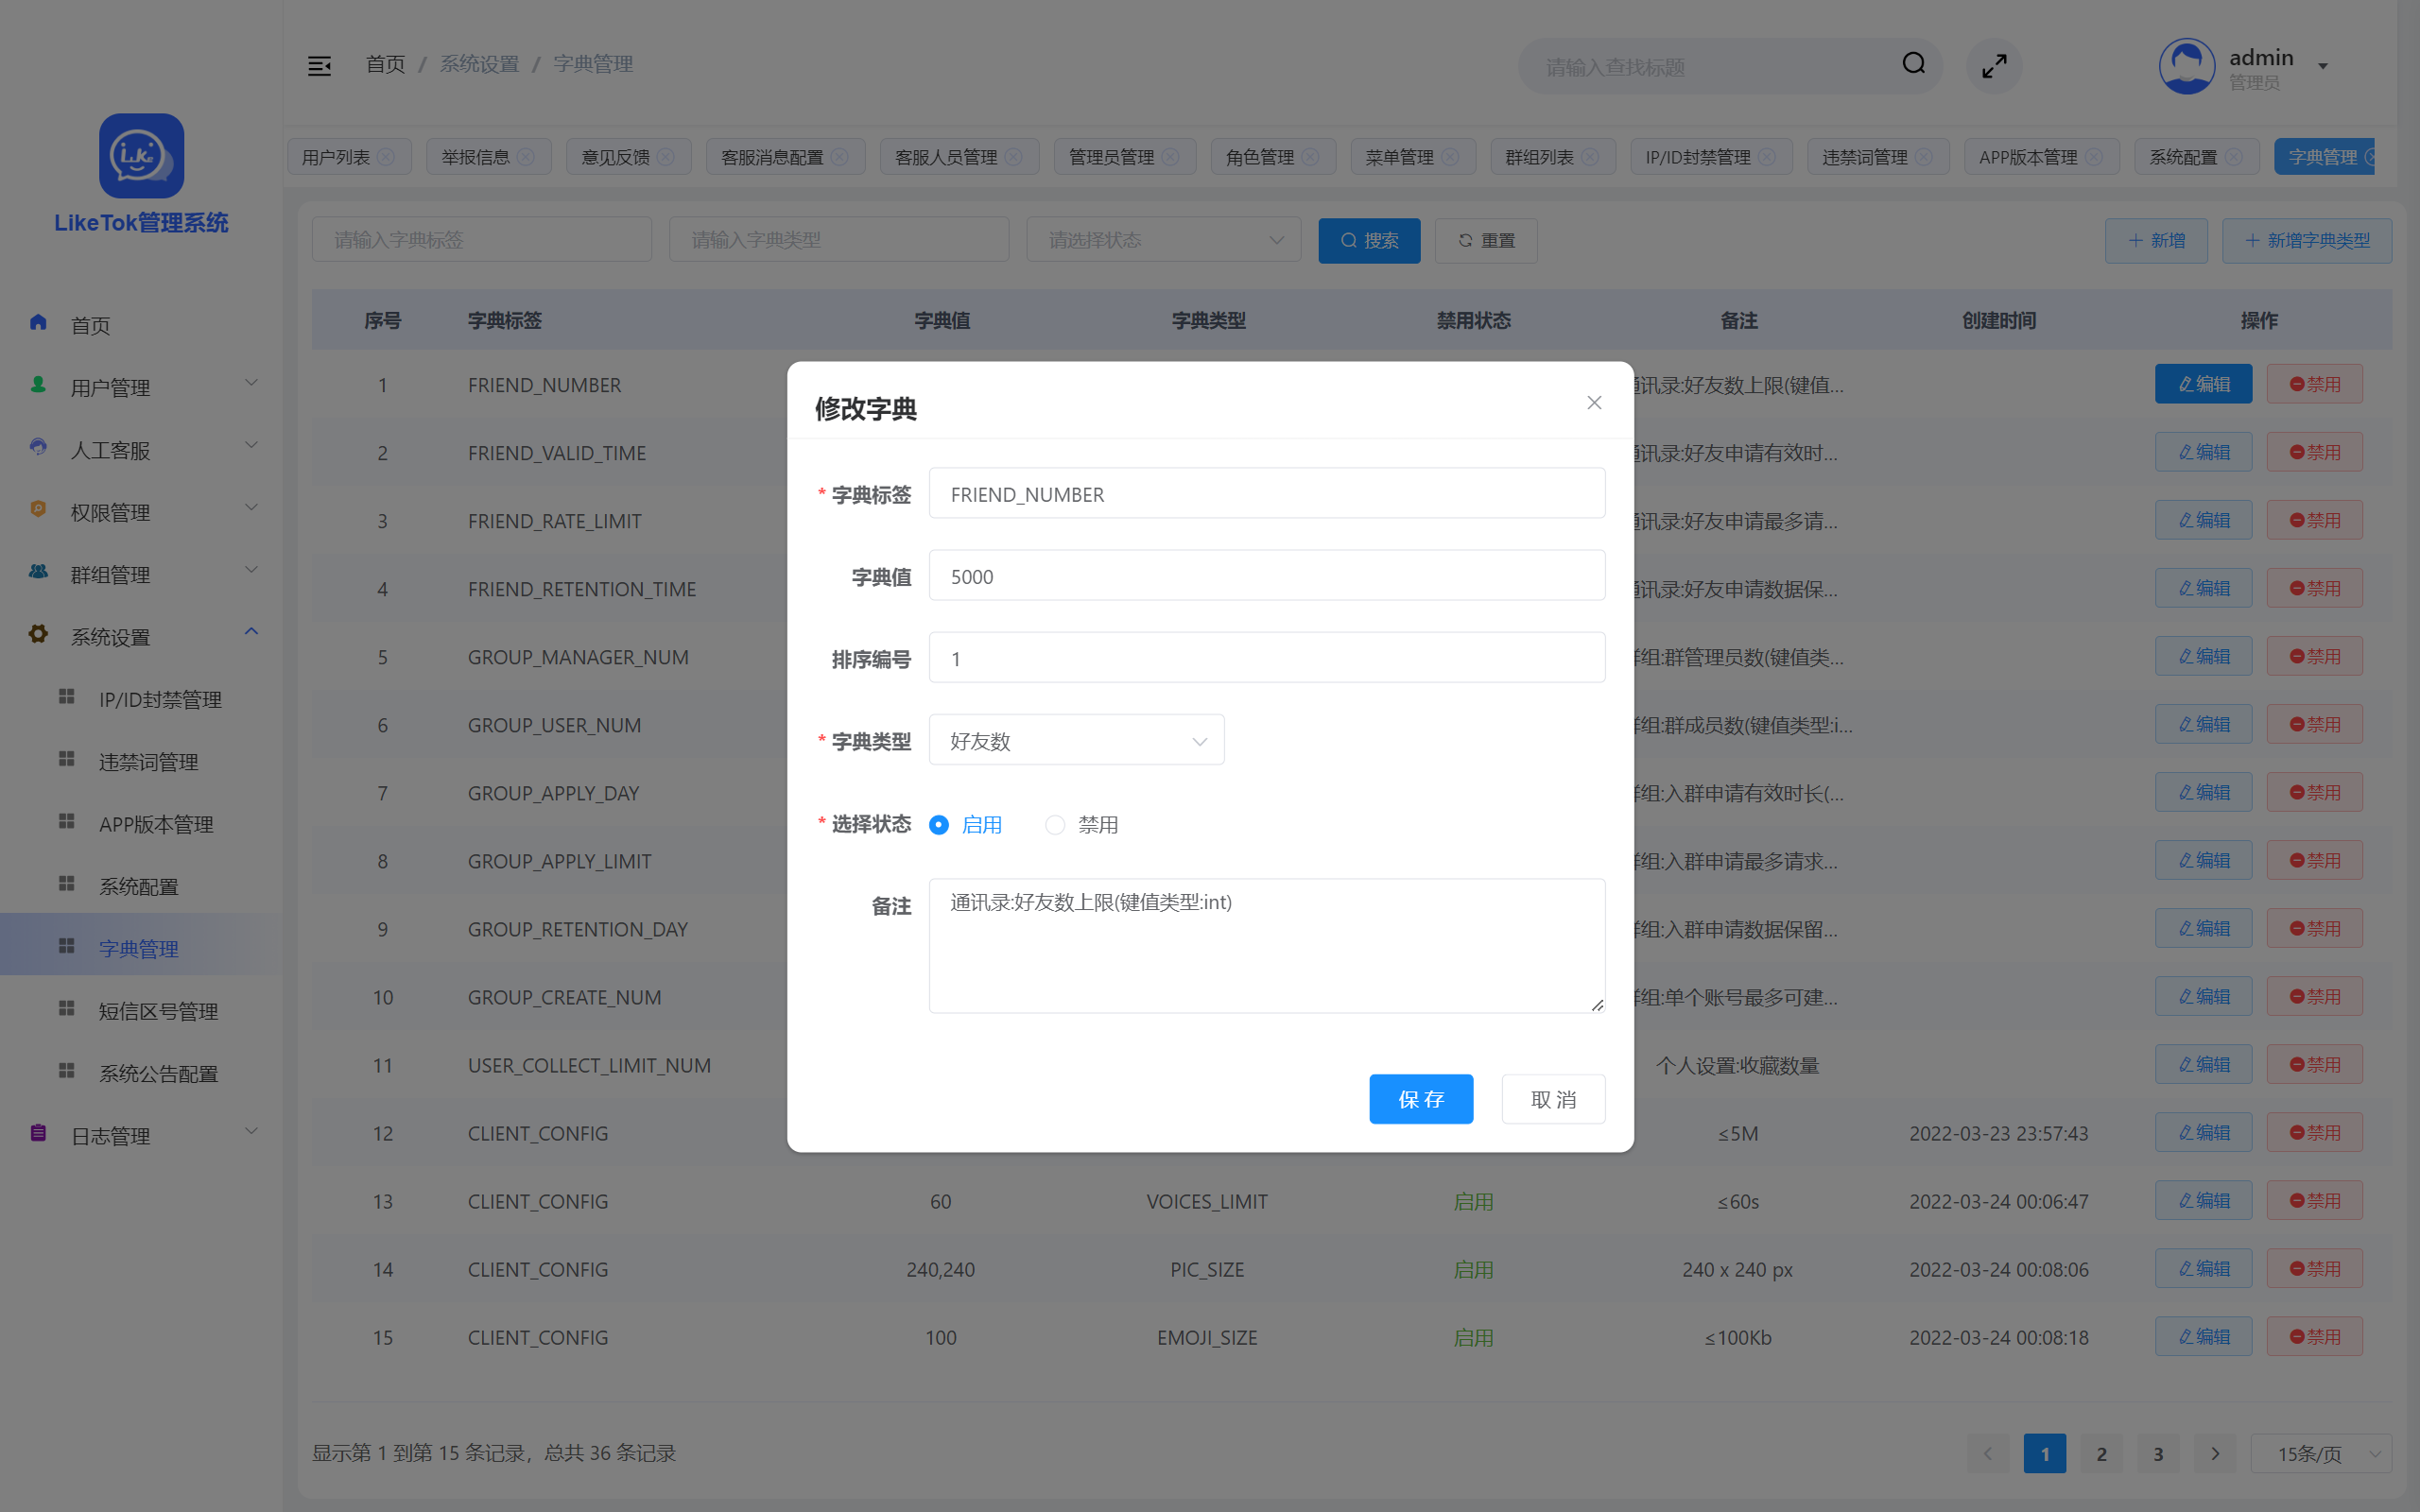 首页 / 系统设置 / 字典管理
请输入查找标题
admin
管理员
Like
LikeTok管理系统
用户列表
举报信息
意见反馈
客服消息配置
客服人员管理
管理员管理
角色管理
菜单管理
群组列表
IP/ID封禁管理
违禁词管理
APP版本管理
系统配置
字典管理
首页
用户管理
人工客服
权限管理
群组管理
系统设置
IP/ID封禁管理
违禁词管理
APP版本管理
系统配置
字典管理
短信区号管理
系统公告配置
日志管理
请输入字典标签
请输入字典类型
请选择状态
搜索
重置
新增
新增字典类型
序号 字典标签 字典值 字典类型 禁用状态 备注 创建时间 操作
1 FRIEND_NUMBER 通讯录:好友数上限(键值... 编辑 禁用
2 FRIEND_VALID_TIME 讯录:好友申请有效时... 编辑 禁用
3 FRIEND_RATE_LIMIT 讯录:好友申请最多请... 编辑 禁用
4 FRIEND_RETENTION_TIME 讯录:好友申请数据保... 编辑 禁用
5 GROUP_MANAGER_NUM 组:群管理员数(键值类... 编辑 禁用
6 GROUP_USER_NUM 组:群成员数(键值类型:i... 编辑 禁用
7 GROUP_APPLY_DAY 组:入群申请有效时长(... 编辑 禁用
8 GROUP_APPLY_LIMIT 组:入群申请最多请求... 编辑 禁用
9 GROUP_RETENTION_DAY 组:入群申请数据保留... 编辑 禁用
10 GROUP_CREATE_NUM 组:单个账号最多可建... 编辑 禁用
11 USER_COLLECT_LIMIT_NUM 个人设置:收藏数量 编辑 禁用
12 CLIENT_CONFIG ≤5M 2022-03-23 23:57:43 编辑 禁用
13 CLIENT_CONFIG 60 VOICES_LIMIT 启用 ≤60s 2022-03-24 00:06:47 编辑 禁用
14 CLIENT_CONFIG 240,240 PIC_SIZE 启用 240 x 240 px 2022-03-24 00:08:06 编辑 禁用
15 CLIENT_CONFIG 100 EMOJI_SIZE 启用 ≤100Kb 2022-03-24 00:08:18 编辑 禁用
显示第 1 到第 15 条记录，总共 36 条记录
1 2 3
15条/页
修改字典
* 字典标签 FRIEND_NUMBER
字典值 5000
排序编号 1
* 字典类型 好友数
* 选择状态 启用 禁用
备注 通讯录:好友数上限(键值类型:int)
保 存
取 消